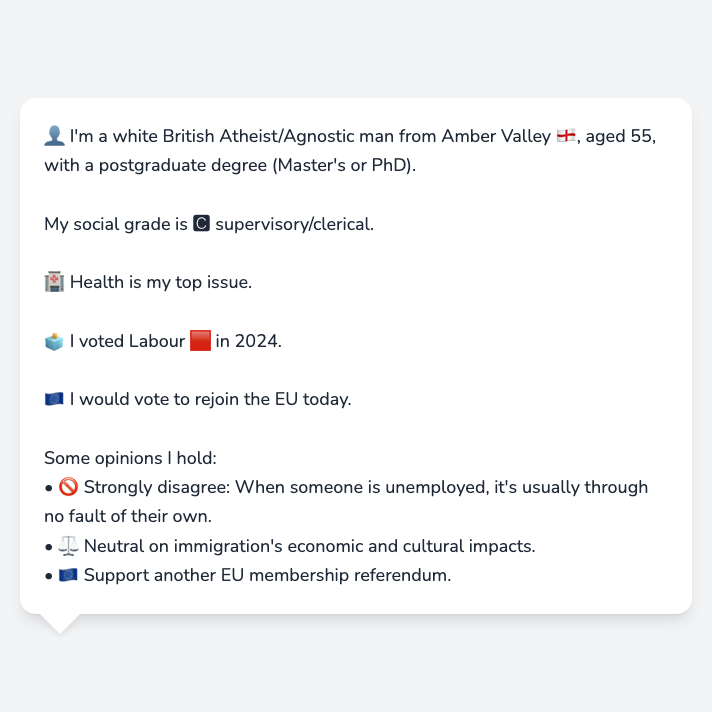 👤 I'm a white British Atheist/Agnostic man from Amber Valley 🏴󠁧󠁢󠁥󠁮󠁧󠁿, aged 55,
with a postgraduate degree (Master's or PhD).
My social grade is 🅲 supervisory/clerical.
🏥 Health is my top issue.
🗳️ I voted Labour 🟥 in 2024.
🇪🇺 I would vote to rejoin the EU today.
Some opinions I hold:
• 🚫 Strongly disagree: When someone is unemployed, it's usually through
no fault of their own.
• ⚖️ Neutral on immigration's economic and cultural impacts.
• 🇪🇺 Support another EU membership referendum.